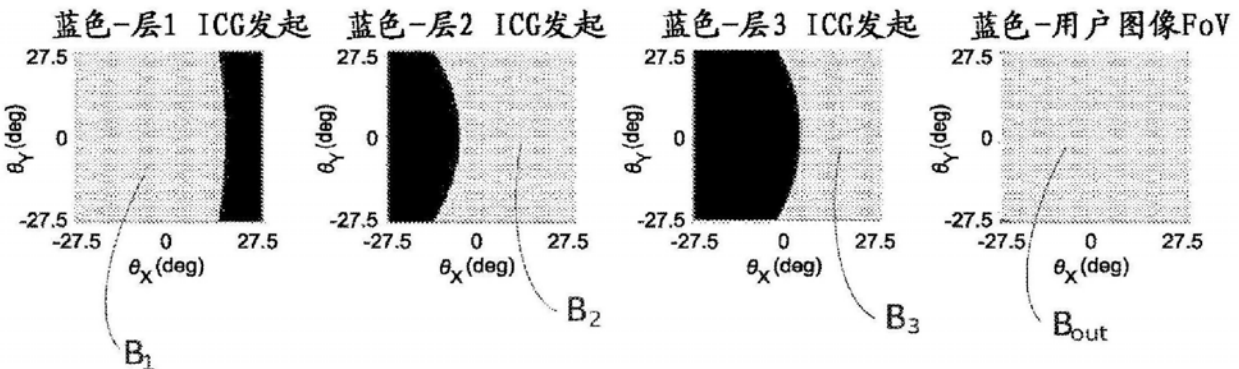 蓝色-层1 ICG发起 蓝色-层2 ICG发起 蓝色-层3 ICG发起 蓝色-用户图像FoV
27.5 27.5 27.5 27.5
θY(deg) 0 θY(deg) 0 θY(deg) 0 θY(deg) 0
-27.5 -27.5 -27.5 -27.5
-27.5 0 27.5 -27.5 0 27.5 -27.5 0 27.5 -27.5 0 27.5
θX(deg) θX(deg) θX(deg) θX(deg)
B1 B2 B3 Bout